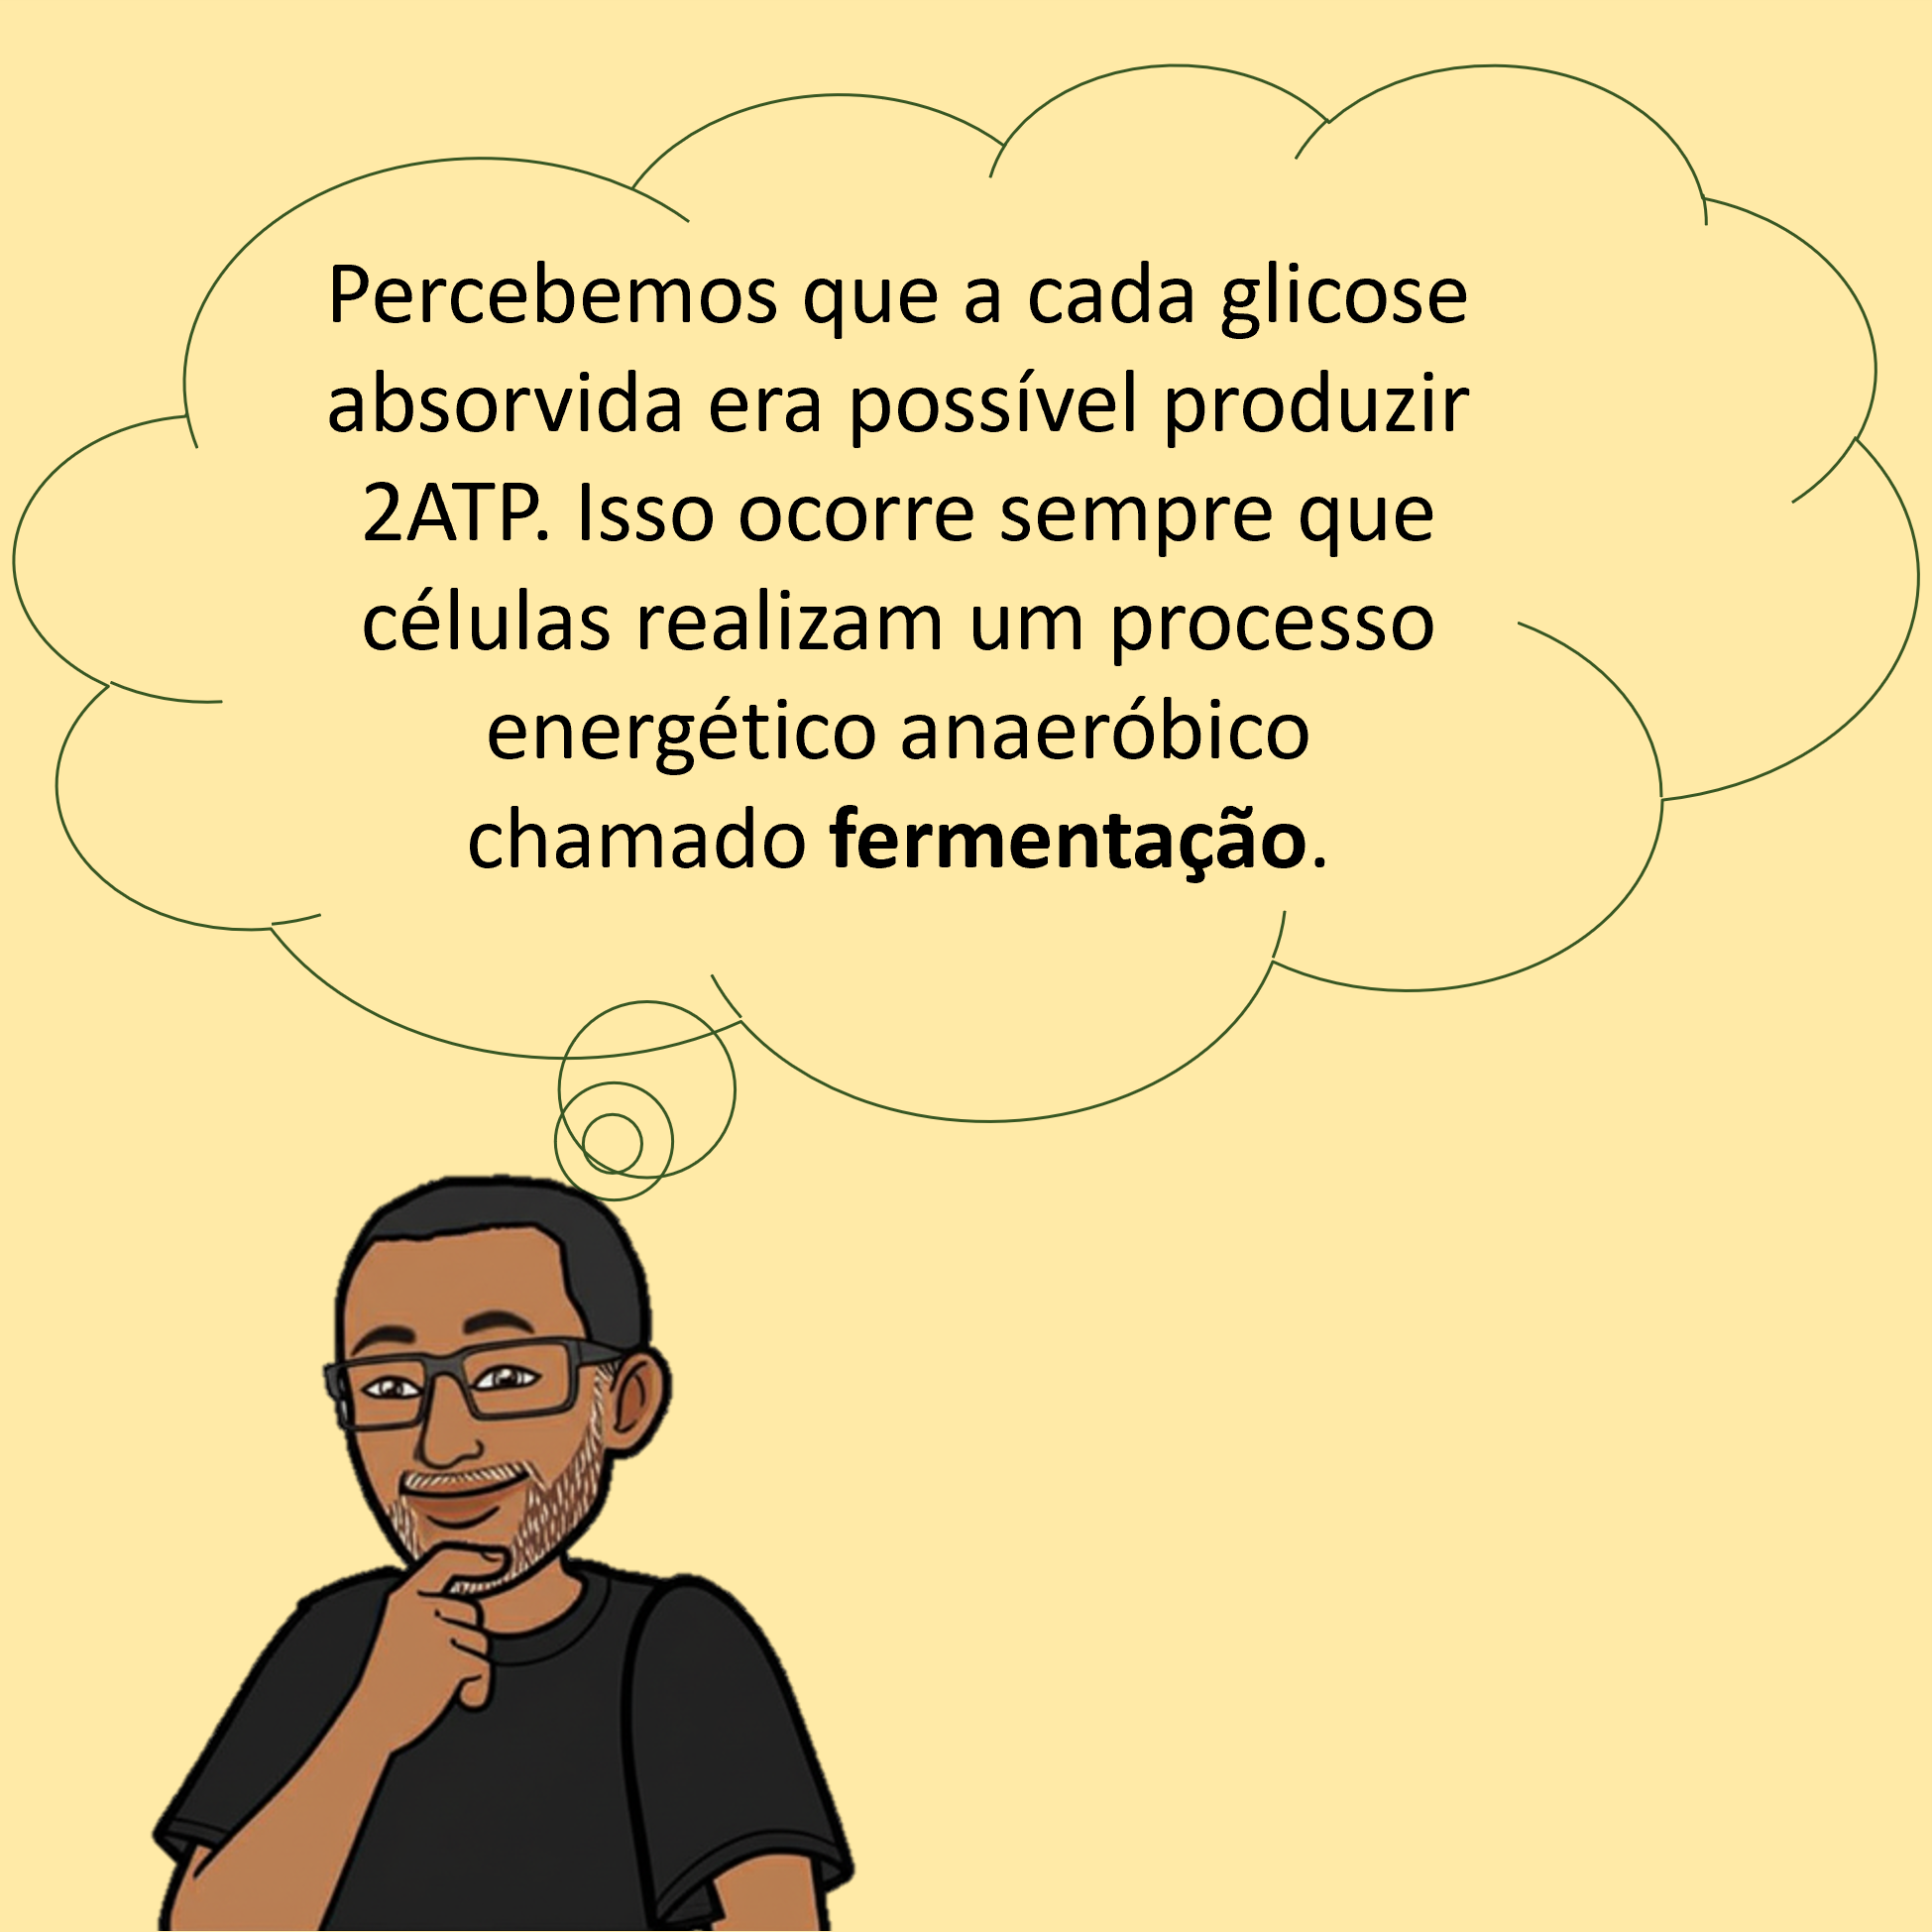 Percebemos que a cada glicose
absorvida era possível produzir
2ATP. Isso ocorre sempre que
células realizam um processo
energético anaeróbico
chamado fermentação.